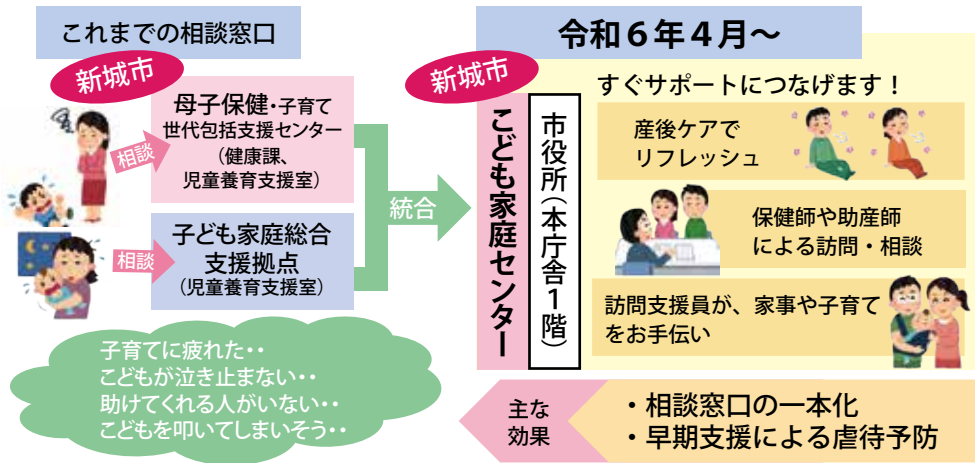 これまでの相談窓口
新城市
相談
母子保健・子育て
世代包括支援センター
（健康課、
児童養育支援室）
相談
子ども家庭総合
支援拠点
（児童養育支援室）
統合
子育てに疲れた・・
こどもが泣き止まない・・
助けてくれる人がいない・・
こどもを叩いてしまいそう・・
令和６年４月～
新城市
こども家庭センター
市役所（本庁舎１階）
すぐサポートにつなげます！
産後ケアで
リフレッシュ
保健師や助産師
による訪問・相談
訪問支援員が、家事や子育て
をお手伝い
主な
効果
・相談窓口の一本化
・早期支援による虐待予防